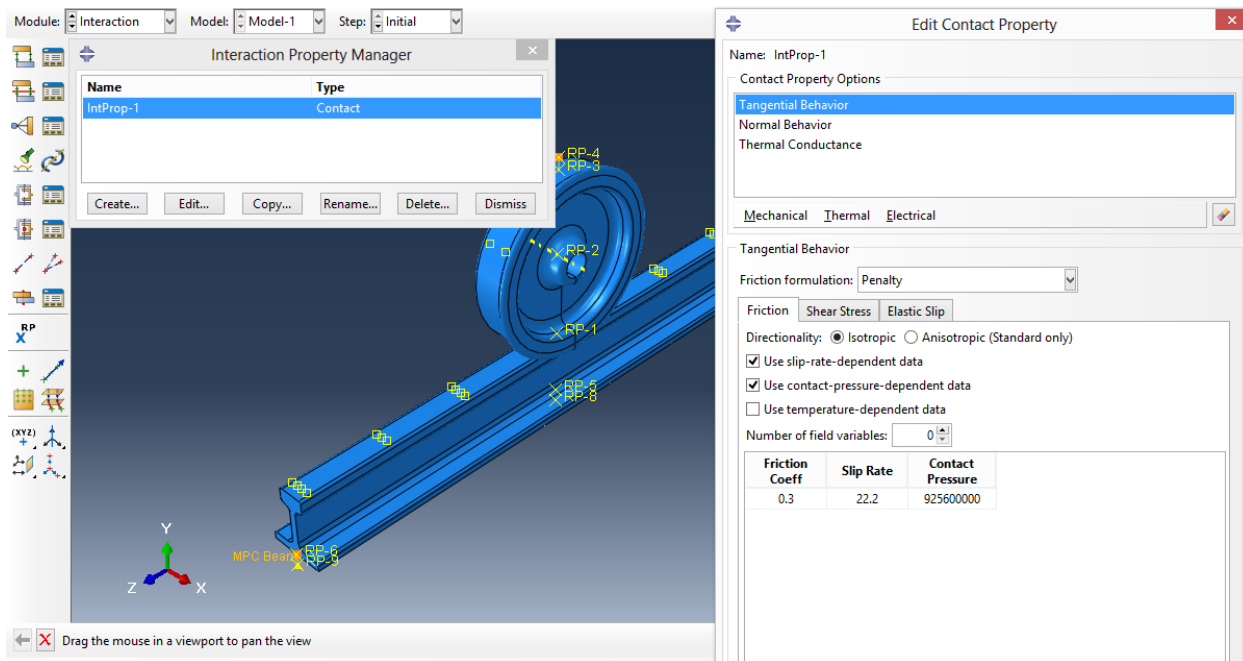 Module: Interaction Model: Model-1 Step: Initial
Interaction Property Manager
Name Type
IntProp-1 Contact
Create... Edit... Copy... Rename... Delete... Dismiss
RP-4
RP-3
RP-2
RP-1
RP-5
RP-8
MPC Beam RP-6
RP-9
RP
(XYZ)
Y
Z X
Drag the mouse in a viewport to pan the view
Edit Contact Property
Name: IntProp-1
Contact Property Options
Tangential Behavior
Normal Behavior
Thermal Conductance
Mechanical Thermal Electrical
Tangential Behavior
Friction formulation: Penalty
Friction Shear Stress Elastic Slip
Directionality: Isotropic Anisotropic (Standard only)
Use slip-rate-dependent data
Use contact-pressure-dependent data
Use temperature-dependent data
Number of field variables: 0
Friction Coeff Slip Rate Contact Pressure
0.3 22.2 925600000